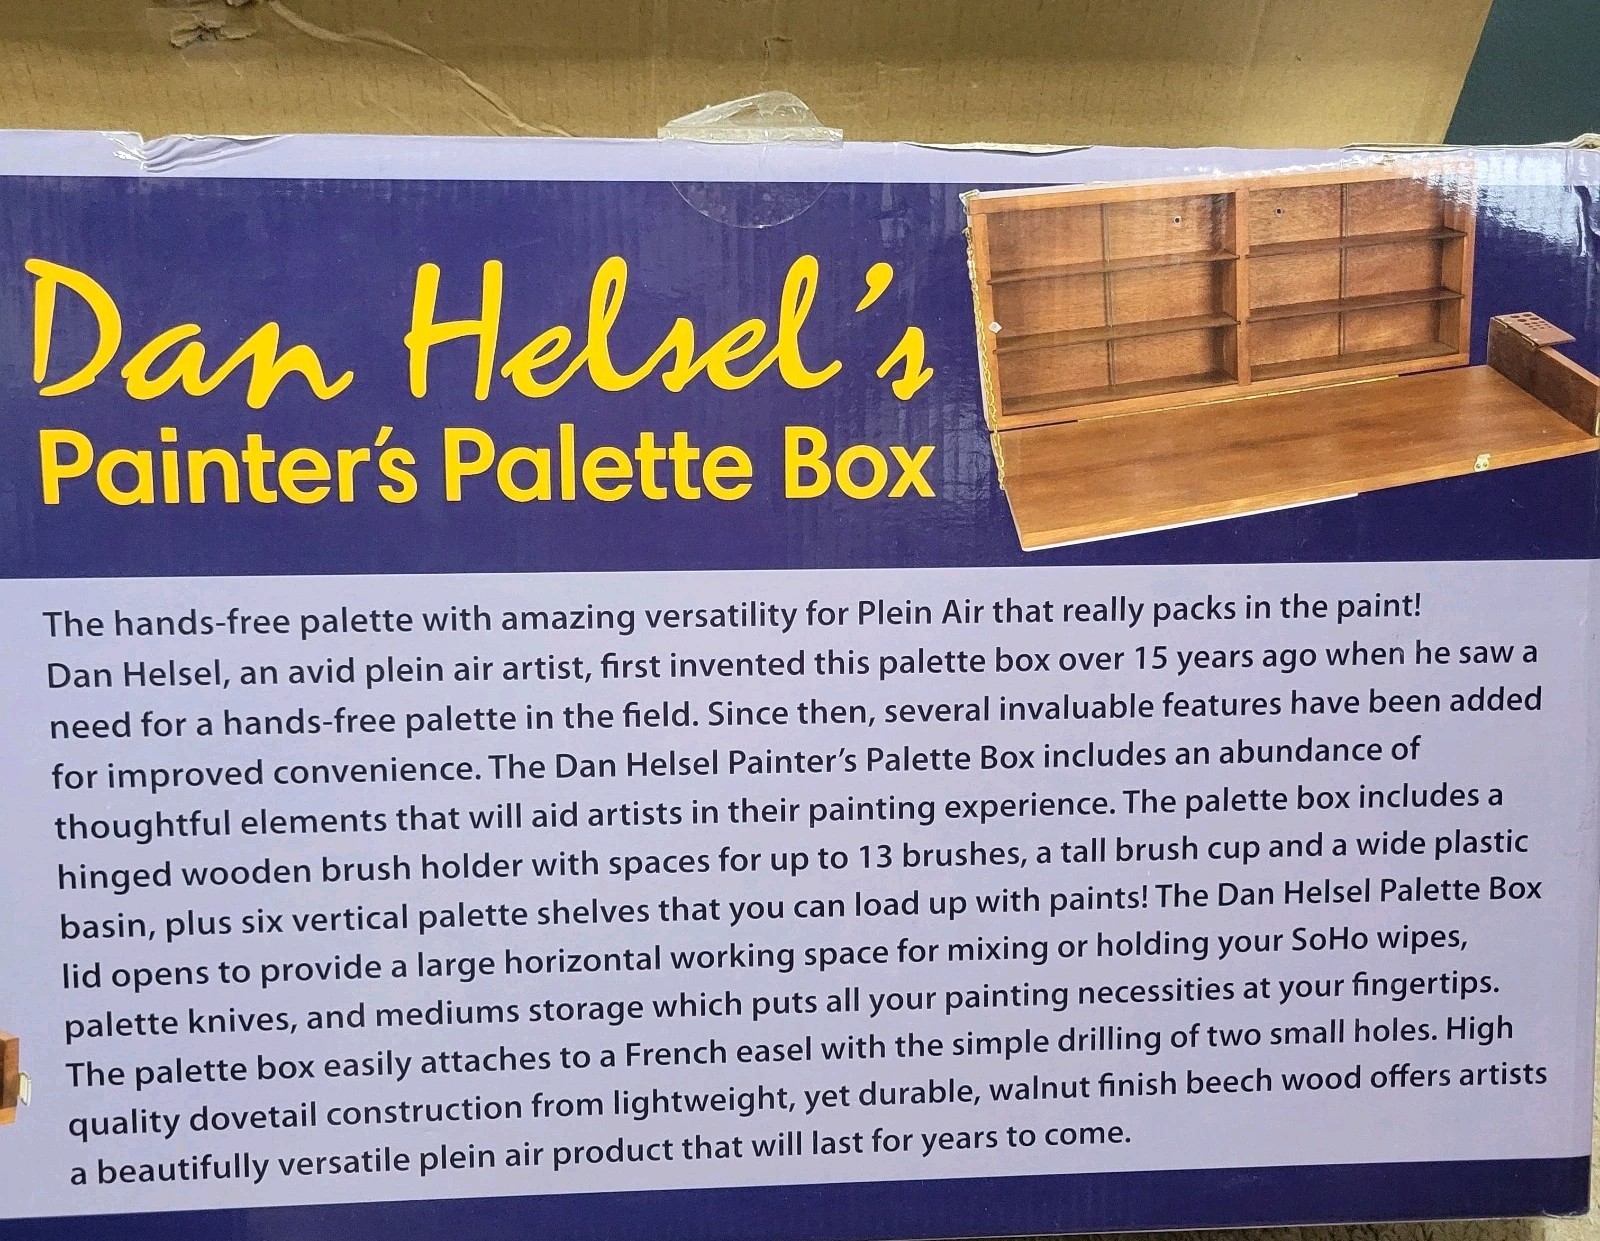 Dan Helsel's
Painter's Palette Box
The hands-free palette with amazing versatility for Plein Air that really packs in the paint!
Dan Helsel, an avid plein air artist, first invented this palette box over 15 years ago when he saw a
need for a hands-free palette in the field. Since then, several invaluable features have been added
for improved convenience. The Dan Helsel Painter's Palette Box includes an abundance of
thoughtful elements that will aid artists in their painting experience. The palette box includes a
hinged wooden brush holder with spaces for up to 13 brushes, a tall brush cup and a wide plastic
basin, plus six vertical palette shelves that you can load up with paints! The Dan Helsel Palette Box
lid opens to provide a large horizontal working space for mixing or holding your SoHo wipes,
palette knives, and mediums storage which puts all your painting necessities at your fingertips.
The palette box easily attaches to a French easel with the simple drilling of two small holes. High
quality dovetail construction from lightweight, yet durable, walnut finish beech wood offers artists
a beautifully versatile plein air product that will last for years to come.